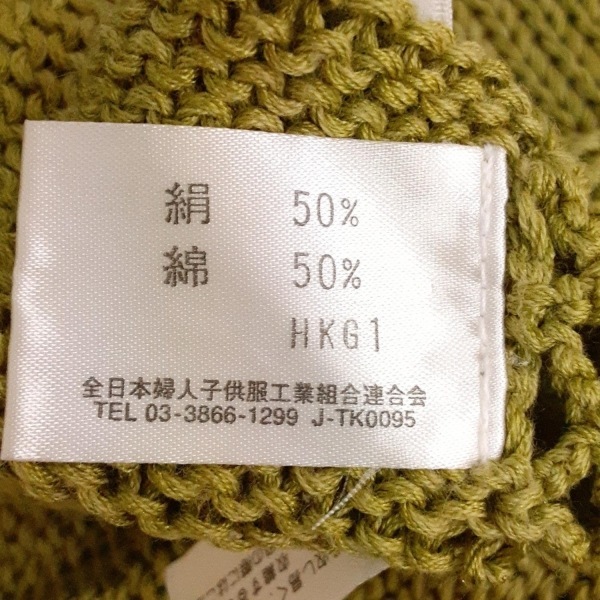 絹 50%
綿 50%
HKG1
全日本婦人子供服工業組合連合会
TEL 03-3866-1299 J-TK0095